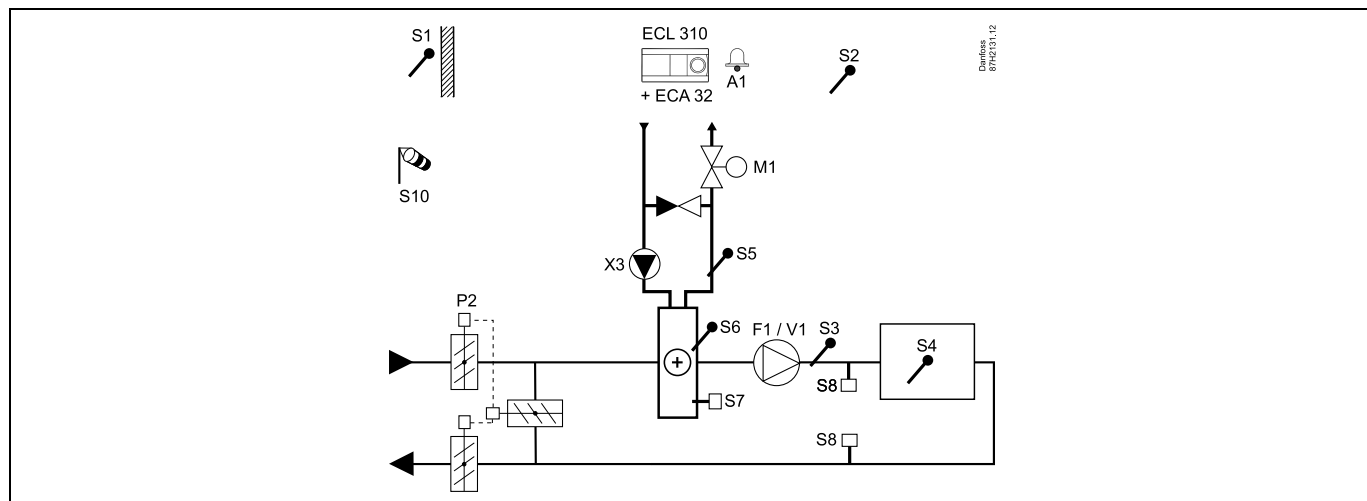 S1
ECL 310
A1
+ ECA 32
S2
Danfoss
87H2131.12
S10
M1
X3
S5
P2
S6
F1 / V1
S3
S4
S8
S7
S8